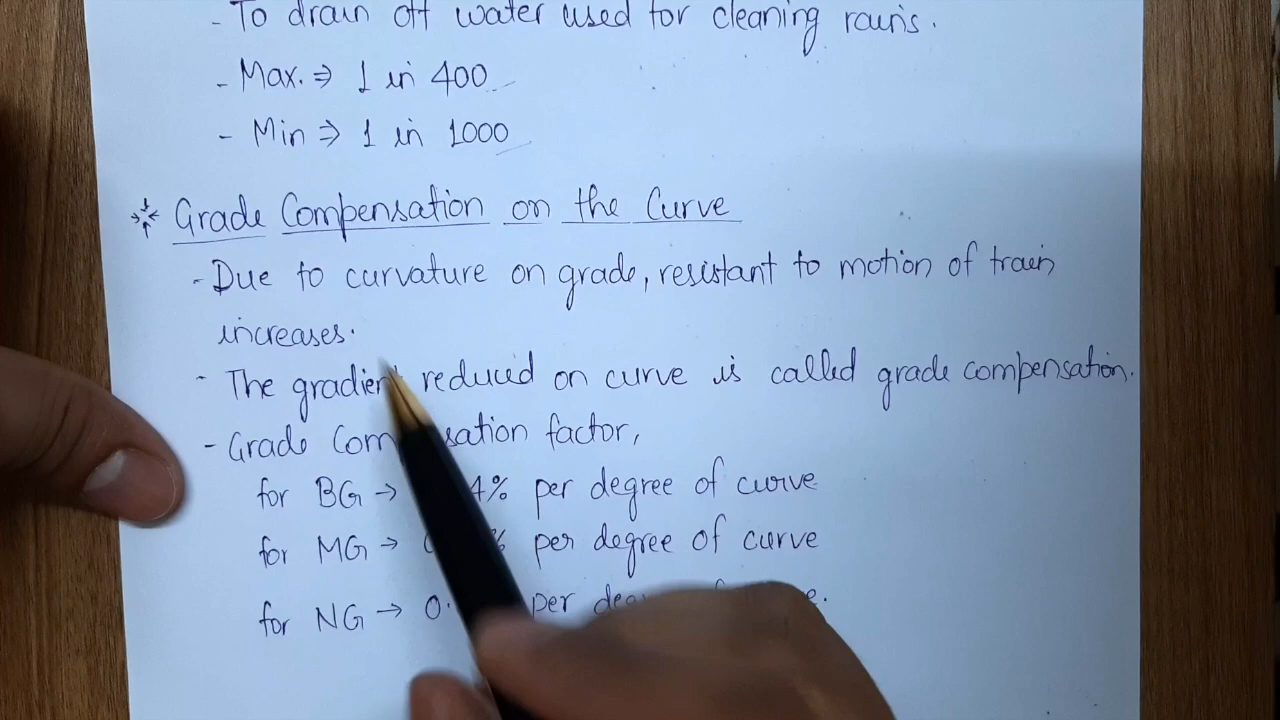 - To drain off water used for cleaning rains.
- Max. ⇒ 1 in 400
- Min ⇒ 1 in 1000
Grade Compensation on the Curve
- Due to curvature on grade, resistant to motion of train
increases.
- The gradient reduced on curve is called grade compensation.
- Grade factor,
for BG → 4% per degree of curve
for MG → % per degree of curve
for NG → 0. per